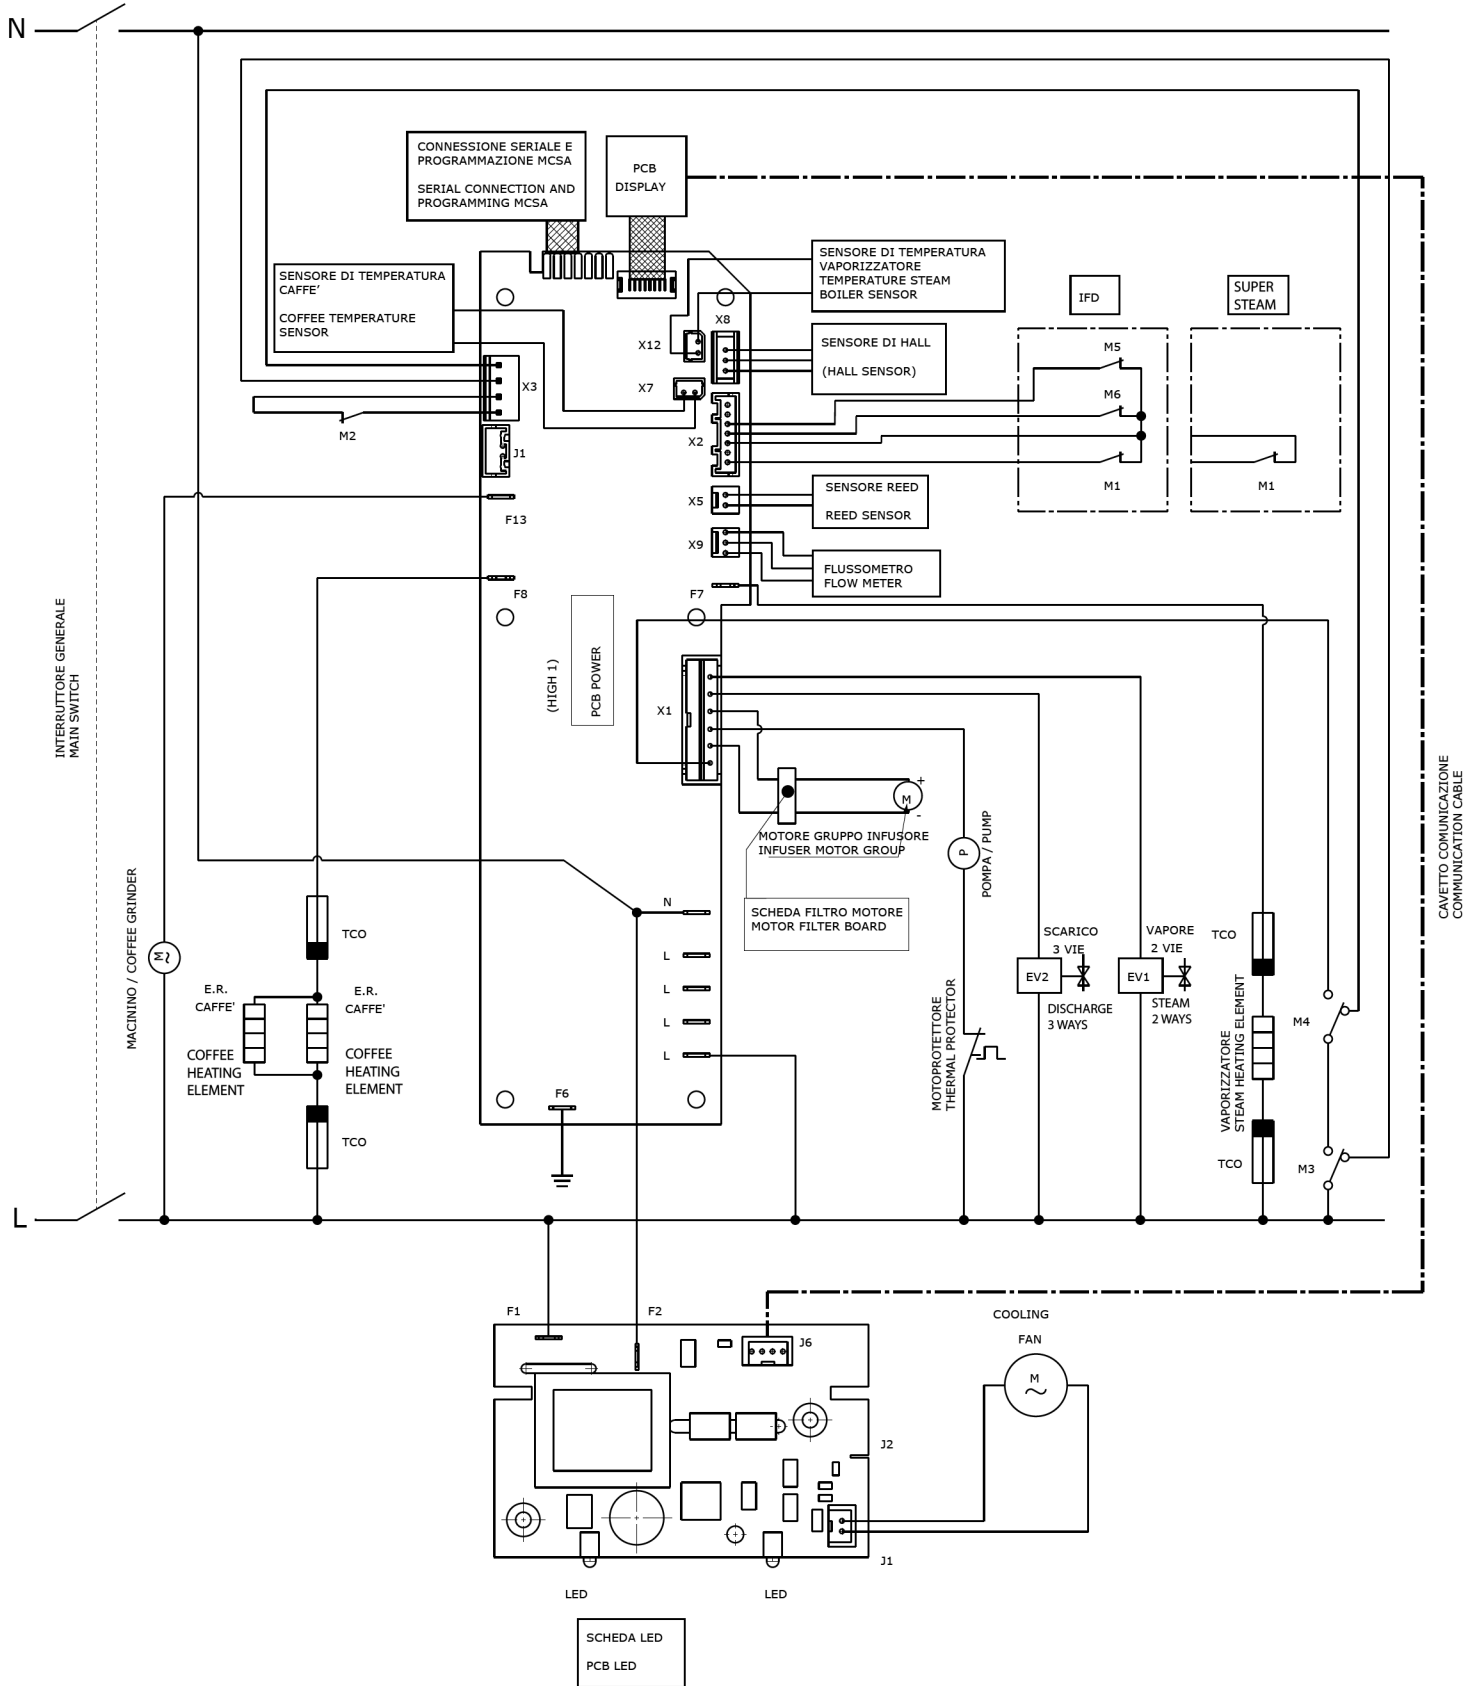 N
CONNESSIONE SERIALE E
PROGRAMMAZIONE MCSA
SERIAL CONNECTION AND
PROGRAMMING MCSA
PCB
DISPLAY
SENSORE DI TEMPERATURA
CAFFE’
COFFEE TEMPERATURE
SENSOR
SENSORE DI TEMPERATURA
VAPORIZZATORE
TEMPERATURE STEAM
BOILER SENSOR
IFD
SUPER
STEAM
X8
X12
SENSORE DI HALL
(HALL SENSOR)
M5
X3
X7
M6
M2
X2
J1
M1
M1
SENSORE REED
REED SENSOR
X5
F13
X9
FLUSSOMETRO
FLOW METER
F8
F7
INTERRUTTORE GENERALE
MAIN SWITCH
(HIGH 1)
PCB POWER
X1
M
+
-
MOTORE GRUPPO INFUSORE
INFUSER MOTOR GROUP
SCHEDA FILTRO MOTORE
MOTOR FILTER BOARD
P
POMPA / PUMP
CAVETTO COMUNICAZIONE
COMMUNICATION CABLE
MACININO / COFFEE GRINDER
M~
TCO
N
L
L
L
L
SCARICO
3 VIE
EV2
DISCHARGE
3 WAYS
VAPORE
2 VIE
EV1
STEAM
2 WAYS
TCO
E.R.
CAFFE'
E.R.
CAFFE'
COFFEE
HEATING
ELEMENT
COFFEE
HEATING
ELEMENT
TCO
MOTOPROTETTORE
THERMAL PROTECTOR
VAPORIZZATORE
STEAM HEATING ELEMENT
M4
TCO
M3
F6
L
F1
F2
J6
COOLING
FAN
M
~
J2
J1
LED
LED
SCHEDA LED
PCB LED